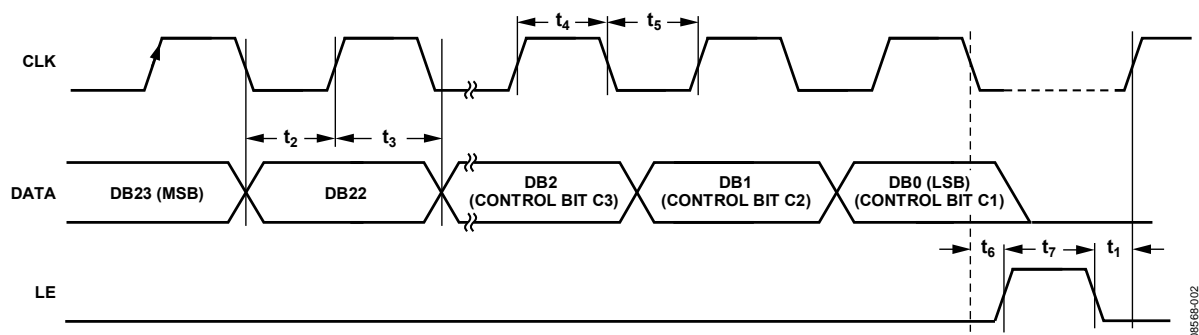 t4 t5
CLK
t2 t3
DATA
DB23 (MSB)
DB22
DB2
(CONTROL BIT C3)
DB1
(CONTROL BIT C2)
DB0 (LSB)
(CONTROL BIT C1)
t6 t7 t1
LE